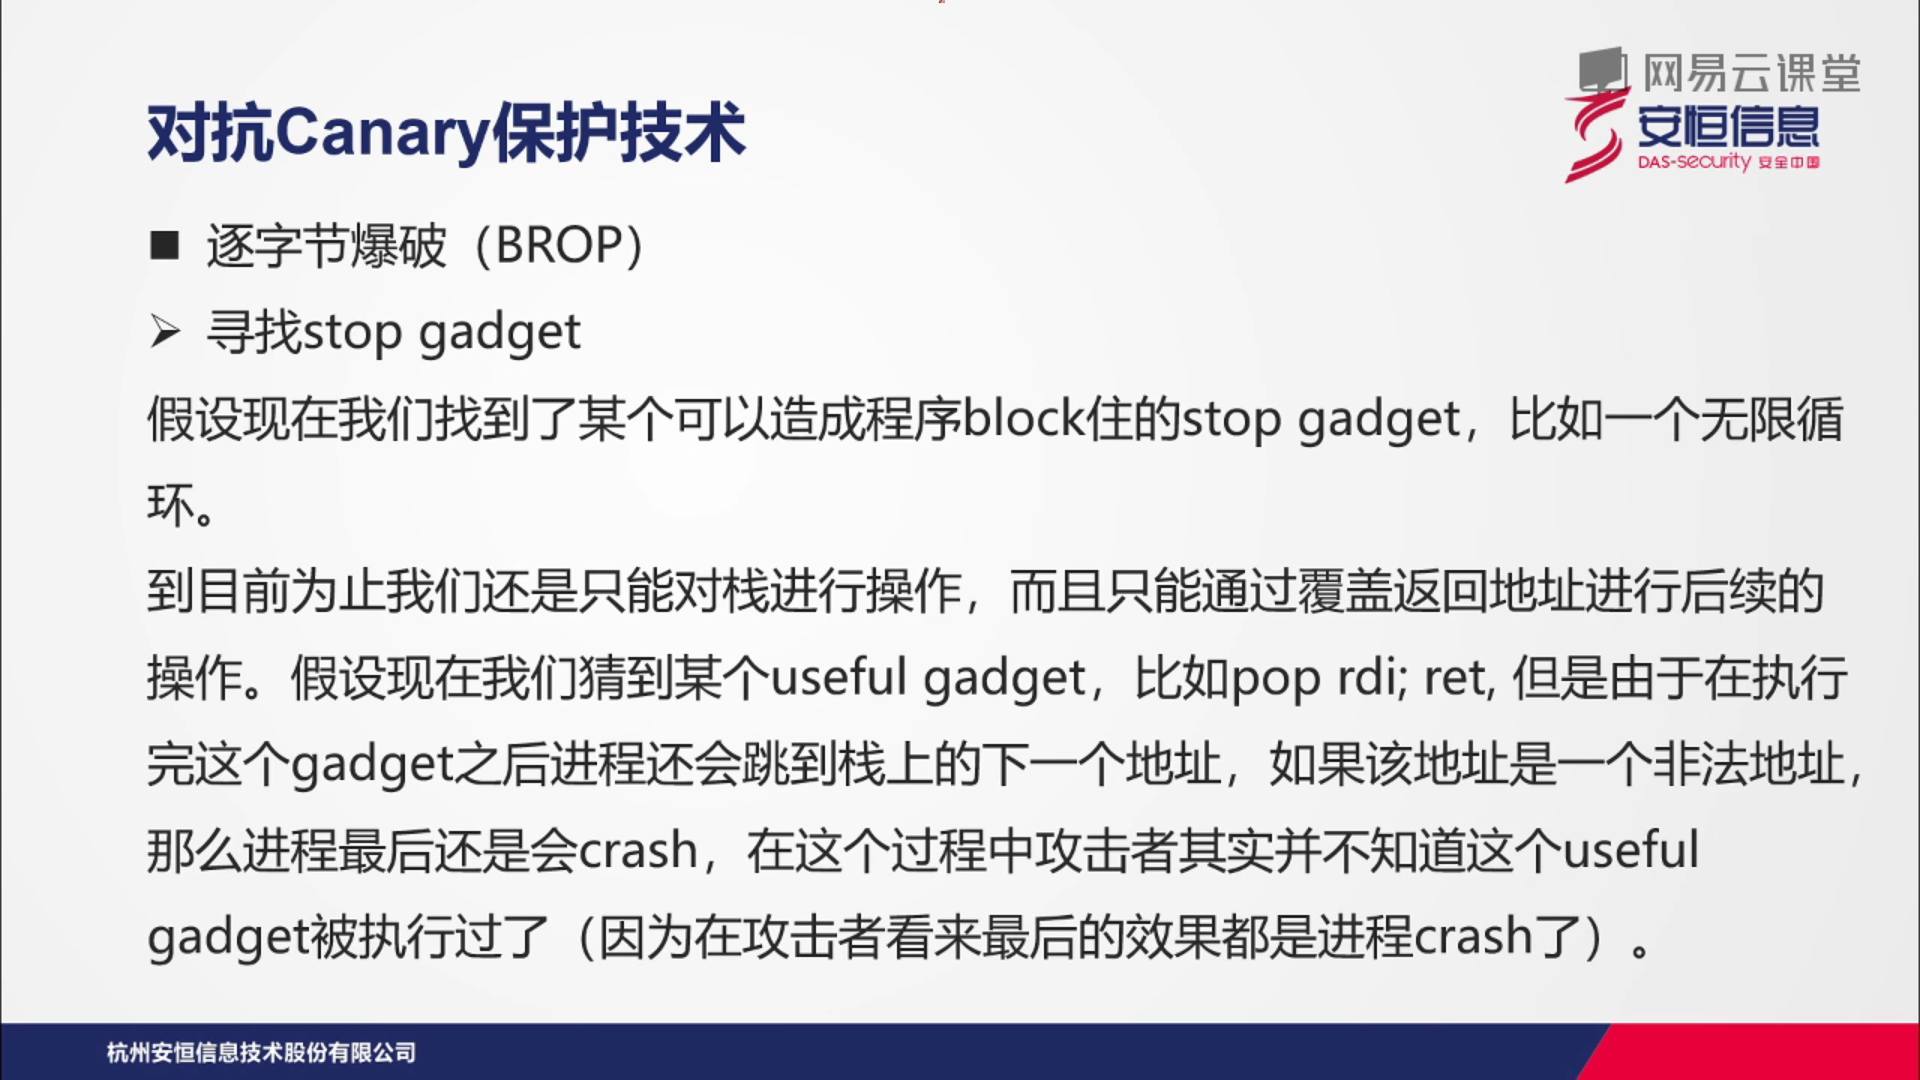 网易云课堂
安恒信息
DAS-security 安全中国
对抗Canary保护技术
■ 逐字节爆破（BROP）
➢ 寻找stop gadget
假设现在我们找到了某个可以造成程序block住的stop gadget，比如一个无限循
环。
到目前为止我们还是只能对栈进行操作，而且只能通过覆盖返回地址进行后续的
操作。假设现在我们猜到某个useful gadget，比如pop rdi; ret, 但是由于在执行
完这个gadget之后进程还会跳到栈上的下一个地址，如果该地址是一个非法地址，
那么进程最后还是会crash，在这个过程中攻击者其实并不知道这个useful
gadget被执行过了（因为在攻击者看来最后的效果都是进程crash了）。
杭州安恒信息技术股份有限公司